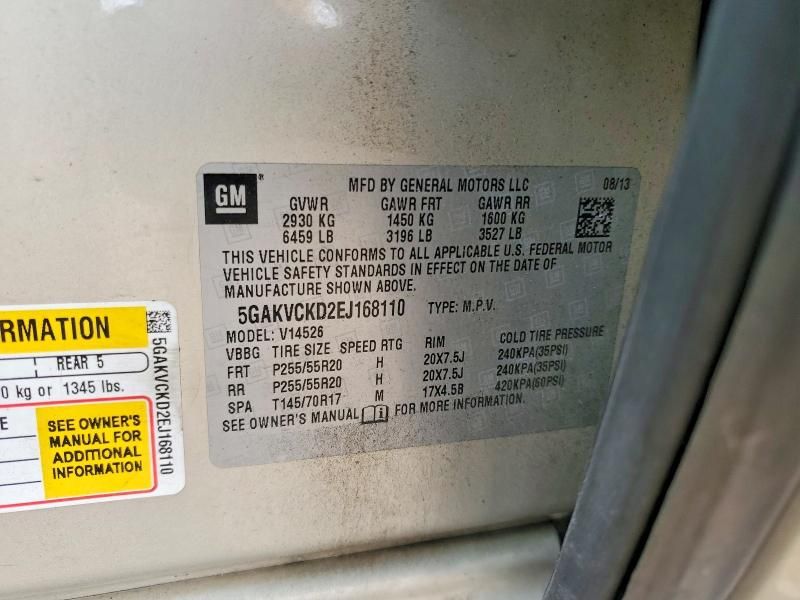 GM
MFD BY GENERAL MOTORS LLC 08/13
GVWR GAWR FRT GAWR RR
2930 KG 1450 KG 1600 KG
6459 LB 3196 LB 3527 LB
THIS VEHICLE CONFORMS TO ALL APPLICABLE U.S. FEDERAL MOTOR
VEHICLE SAFETY STANDARDS IN EFFECT ON THE DATE OF
MANUFACTURE SHOWN ABOVE.
5GAKVCKD2EJ168110 TYPE: M.P.V.
MODEL: V14526
VBBG TIRE SIZE SPEED RTG RIM COLD TIRE PRESSURE
FRT P255/55R20 H 20X7.5J 240KPA(35PSI)
RR P255/55R20 H 20X7.5J 240KPA(35PSI)
SPA T145/70R17 M 17X4.5B 420KPA(60PSI)
SEE OWNER'S MANUAL FOR MORE INFORMATION.
REAR 5
kg or 1345 lbs.
SEE OWNER'S
MANUAL FOR
ADDITIONAL
INFORMATION
5GAKVCKD2EJ168110